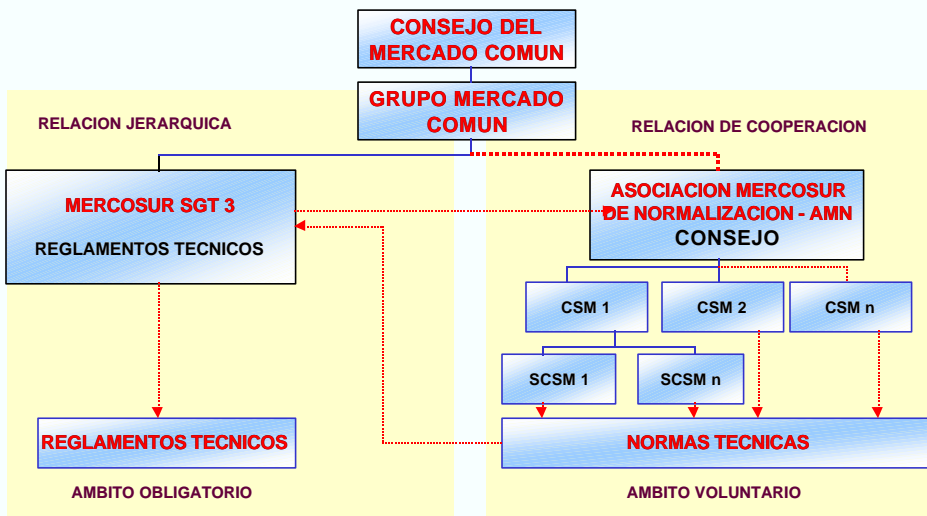 CONSEJO DEL
MERCADO COMUN
GRUPO MERCADO
COMUN
RELACION JERARQUICA
RELACION DE COOPERACION
MERCOSUR SGT 3
REGLAMENTOS TECNICOS
ASOCIACION MERCOSUR
DE NORMALIZACION - AMN
CONSEJO
CSM 1
CSM 2
CSM n
SCSM 1
SCSM n
REGLAMENTOS TECNICOS
NORMAS TECNICAS
AMBITO OBLIGATORIO
AMBITO VOLUNTARIO